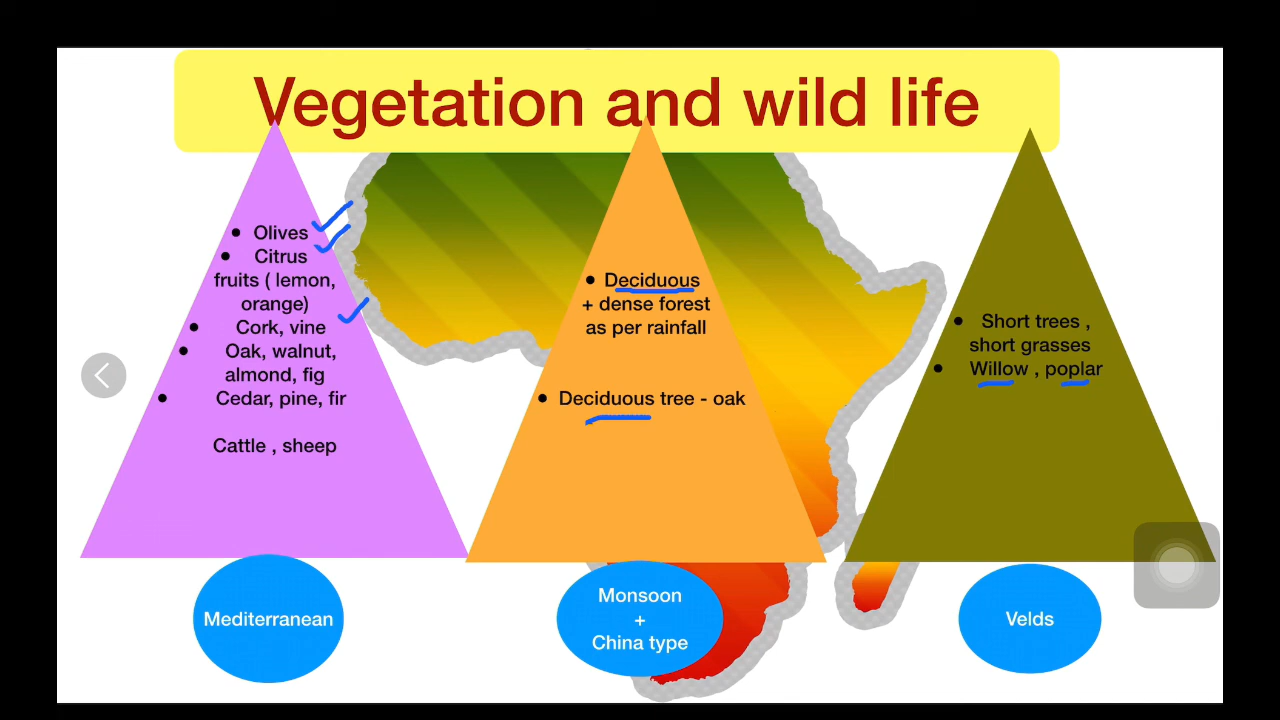 Vegetation and wild life
• Olives
• Citrus
fruits ( lemon,
orange)
• Cork, vine
• Oak, walnut,
almond, fig
• Cedar, pine, fir
Cattle , sheep
Mediterranean
• Deciduous
+ dense forest
as per rainfall
• Deciduous tree - oak
Monsoon
+
China type
• Short trees ,
short grasses
• Willow , poplar
Velds